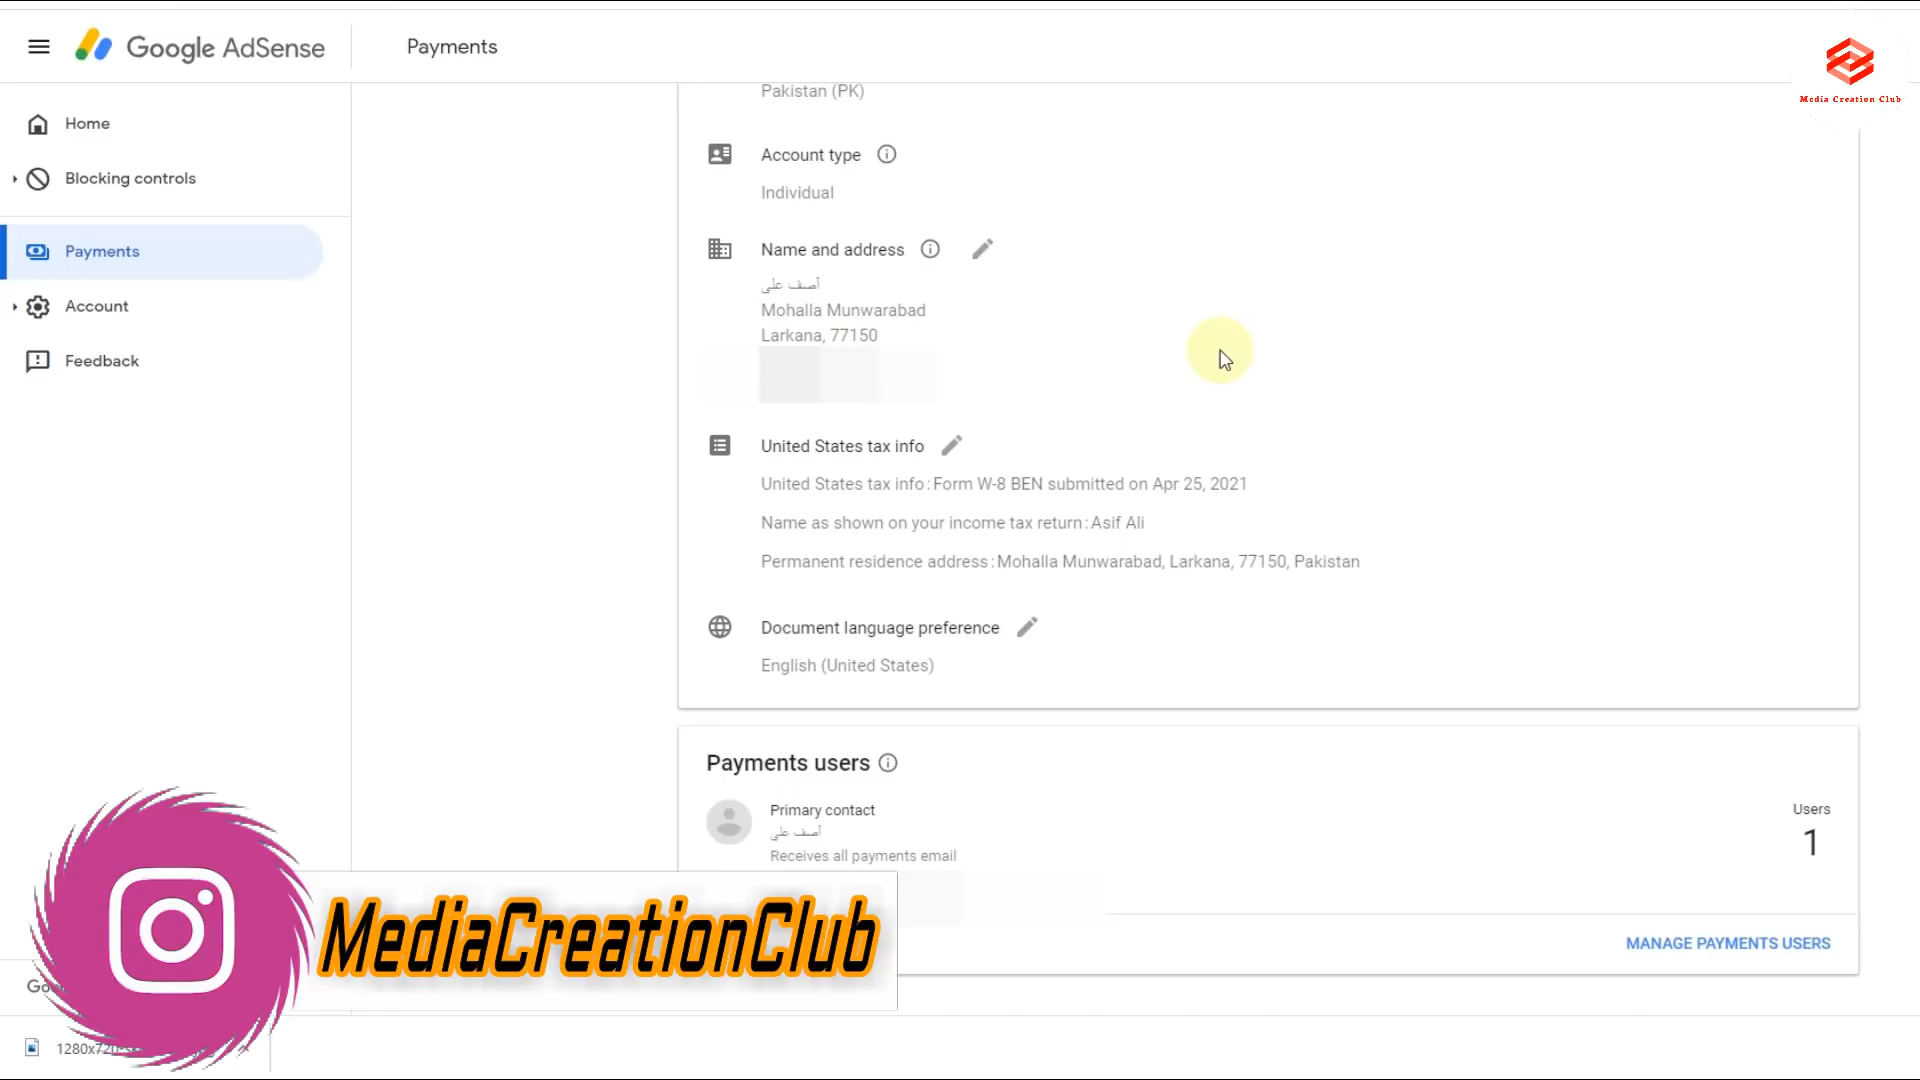 Google AdSense
Payments
Media Creation Club
Home
Blocking controls
Payments
Account
Feedback
Pakistan (PK)
Account type
Individual
Name and address
أصف على
Mohalla Munwarabad
Larkana, 77150
United States tax info
United States tax info: Form W-8 BEN submitted on Apr 25, 2021
Name as shown on your income tax return: Asif Ali
Permanent residence address: Mohalla Munwarabad, Larkana, 77150, Pakistan
Document language preference
English (United States)
Payments users
Primary contact
أصف على
Receives all payments email
Users
1
MANAGE PAYMENTS USERS
MediaCreationClub